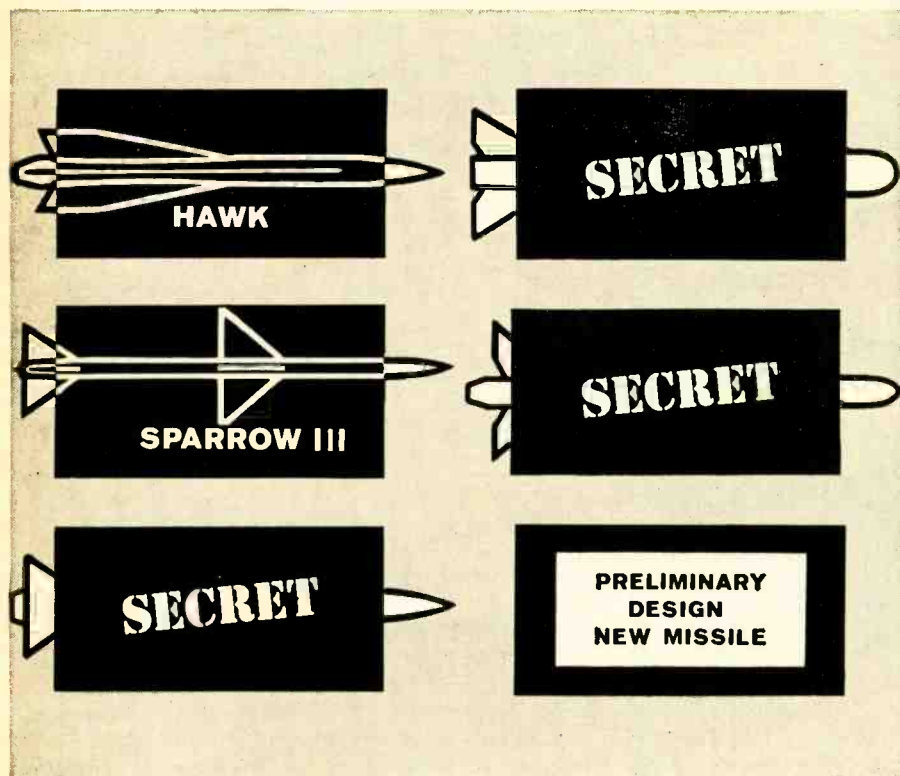 HAWK
SECRET
SPARROW III
SECRET
SECRET
PRELIMINARY
DESIGN
NEW MISSILE